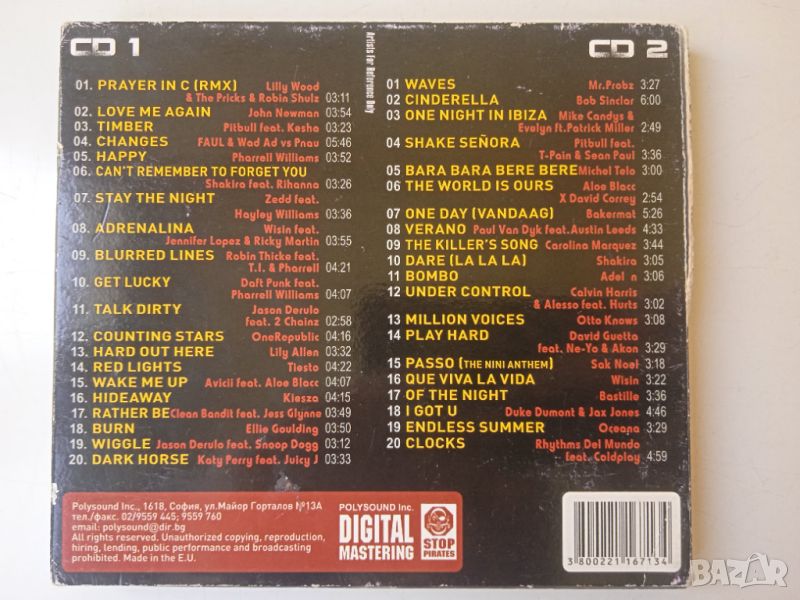 CD 1
01. PRAYER IN C (RMX) Lilly Wood
& The Pricks & Robin Shulz 03:11
02. LOVE ME AGAIN John Newman 03:54
03. TIMBER Pitbull feat. Keshe 03:23
04. CHANGES FAUL & Wad ad vs Pnau 05:46
05. HAPPY Pharrell Williams 03:52
06. CAN'T REMEMBER TO FORGET YOU
Shakira feat. Rihanna 03:26
07. STAY THE NIGHT Zedd feat.
Hayley Williams 03:36
08. ADRENALINA Wisin feat.
Jennifer Lopez & Ricky Martin 03:55
09. BLURRED LINES Robin Thicke feat.
T.I. & Pharrell 04:21
10. GET LUCKY Daft Punk feat.
Pharrell Williams 04:07
11. TALK DIRTY Jason Derulo
feat. 2 Chainz 02:58
12. COUNTING STARS OneRepublic 04:16
13. HARD OUT HERE Lily Allen 03:32
14. RED LIGHTS Tiesto 04:22
15. WAKE ME UP Avicii feat. Aloe Blacc 04:07
16. HIDEAWAY Kiesza 04:15
17. RATHER BE Clean Bandit feat. Jess Glynne 03:49
18. BURN Ellie Goulding 03:50
19. WIGGLE Jason Derulo feat. Snoop Dogg 03:12
20. DARK HORSE Katy Perry feat. Juicy J 03:33
Artists For Reference Only
CD 2
01 WAVES Mr.Probz 3:27
02 CINDERELLA Bob Sinclar 6:00
03 ONE NIGHT IN IBIZA Mike Candys &
Evelyn ft.Patrick Miller 2:49
04 SHAKE SEÑORA Pitbull feat.
T-Pain & Sean Paul 3:36
05 BARA BARA BERE BERE Michel Telo 3:01
06 THE WORLD IS OURS Aloe Blacc
X David Correy 2:54
07 ONE DAY (VANDAAG) Bakermat 5:26
08 VERANO Paul Van Dyk feat.Austin Leeds 4:33
09 THE KILLER'S SONG Carolina Marquez 3:44
10 DARE (LA LA LA) Shakira 3:05
11 BOMBO Adel n 3:06
12 UNDER CONTROL Calvin Harris
& Alesso feat. Hurts 3:02
13 MILLION VOICES Otto Knows 3:08
14 PLAY HARD David Guetta
feat. Ne-Yo & Akon 3:29
15 PASSO (THE NINI ANTHEM) Sak Noel 3:18
16 QUE VIVA LA VIDA Wisin 3:22
17 OF THE NIGHT Bastille 3:31
18 I GOT U Duke Dumont & Jax Jones 4:46
19 ENDLESS SUMMER Oceana 3:29
20 CLOCKS Rhythms Del Mundo
feat. Coldplay 4:59
Polysound Inc., 1618, София, ул.Майор Горталов №13А
тел./факс. 02/9559 445; 9559 760
email: polysound@dir.bg
All rights reserved. Unauthorized copying, reproduction,
hiring, lending, public performance and broadcasting
prohibited. Made in the E.U.
POLYSOUND Inc.
DIGITAL
MASTERING
STOP
PIRATES
3 800221 167134
BAZAR